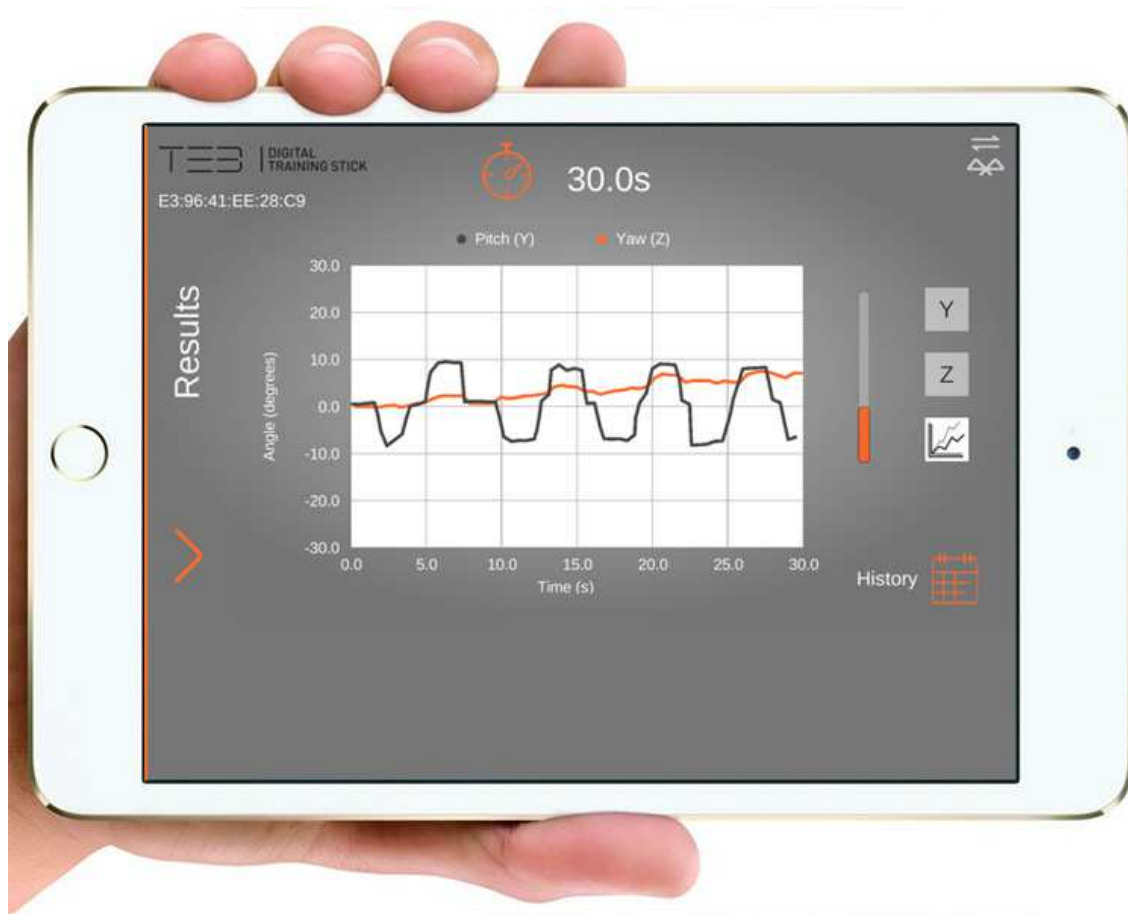 TEB | DIGITAL
TRAINING STICK
30.0s
E3:96:41:EE:28:C9
Pitch (Y)
Yaw (Z)
Results
Angle (degrees)
30.0
20.0
10.0
0.0
-10.0
-20.0
-30.0
0.0 5.0 10.0 15.0 20.0 25.0 30.0
Time (s)
Y
Z
History